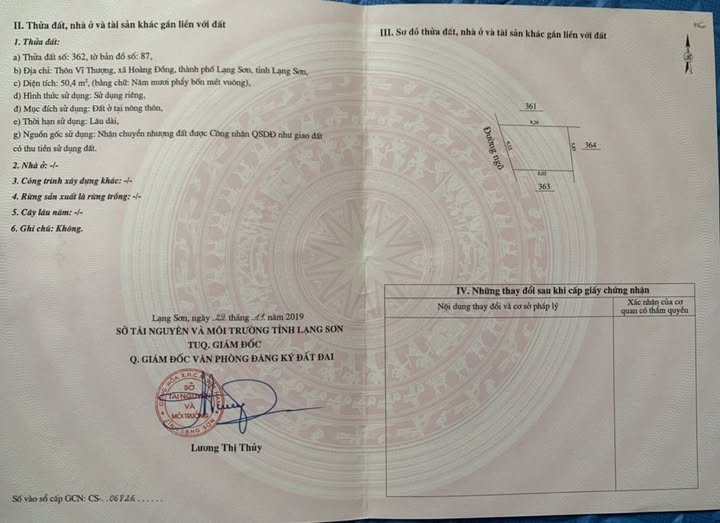 II. Thửa đất, nhà ở và tài sản khác gắn liền với đất
1. Thửa đất:
a) Thửa đất số: 362, tờ bản đồ số: 87,
b) Địa chỉ: Thôn Vĩ Thượng, xã Hoàng Đồng, thành phố Lạng Sơn, tỉnh Lạng Sơn,
c) Diện tích: 50,4 m², (bằng chữ: Năm mươi phẩy bốn mét vuông),
d) Hình thức sử dụng: Sử dụng riêng,
đ) Mục đích sử dụng: Đất ở tại nông thôn,
e) Thời hạn sử dụng: Lâu dài,
g) Nguồn gốc sử dụng: Nhận chuyển nhượng đất được Công nhận QSDĐ như giao đất
có thu tiền sử dụng đất.
2. Nhà ở: -/-
3. Công trình xây dựng khác: -/-
4. Rừng sản xuất là rừng trồng: -/-
5. Cây lâu năm: -/-
6. Ghi chú: Không.
Lạng Sơn, ngày tháng 11 năm 2019
SỞ TÀI NGUYÊN VÀ MÔI TRƯỜNG TỈNH LẠNG SƠN
TUQ. GIÁM ĐỐC
Q. GIÁM ĐỐC VĂN PHÒNG ĐĂNG KÝ ĐẤT ĐAI
SỞ
TÀI NGUYÊN
VÀ
MÔI TRƯỜNG
TỈNH LẠNG SƠN
Lương Thị Thủy
Số vào sổ cấp GCN: CS-
III. Sơ đồ thửa đất, nhà ở và tài sản khác gắn liền với đất
361
Đường ngõ
364
363
IV. Những thay đổi sau khi cấp giấy chứng nhận
Nội dung thay đổi và cơ sở pháp lý
Xác nhận của cơ
quan có thẩm quyền